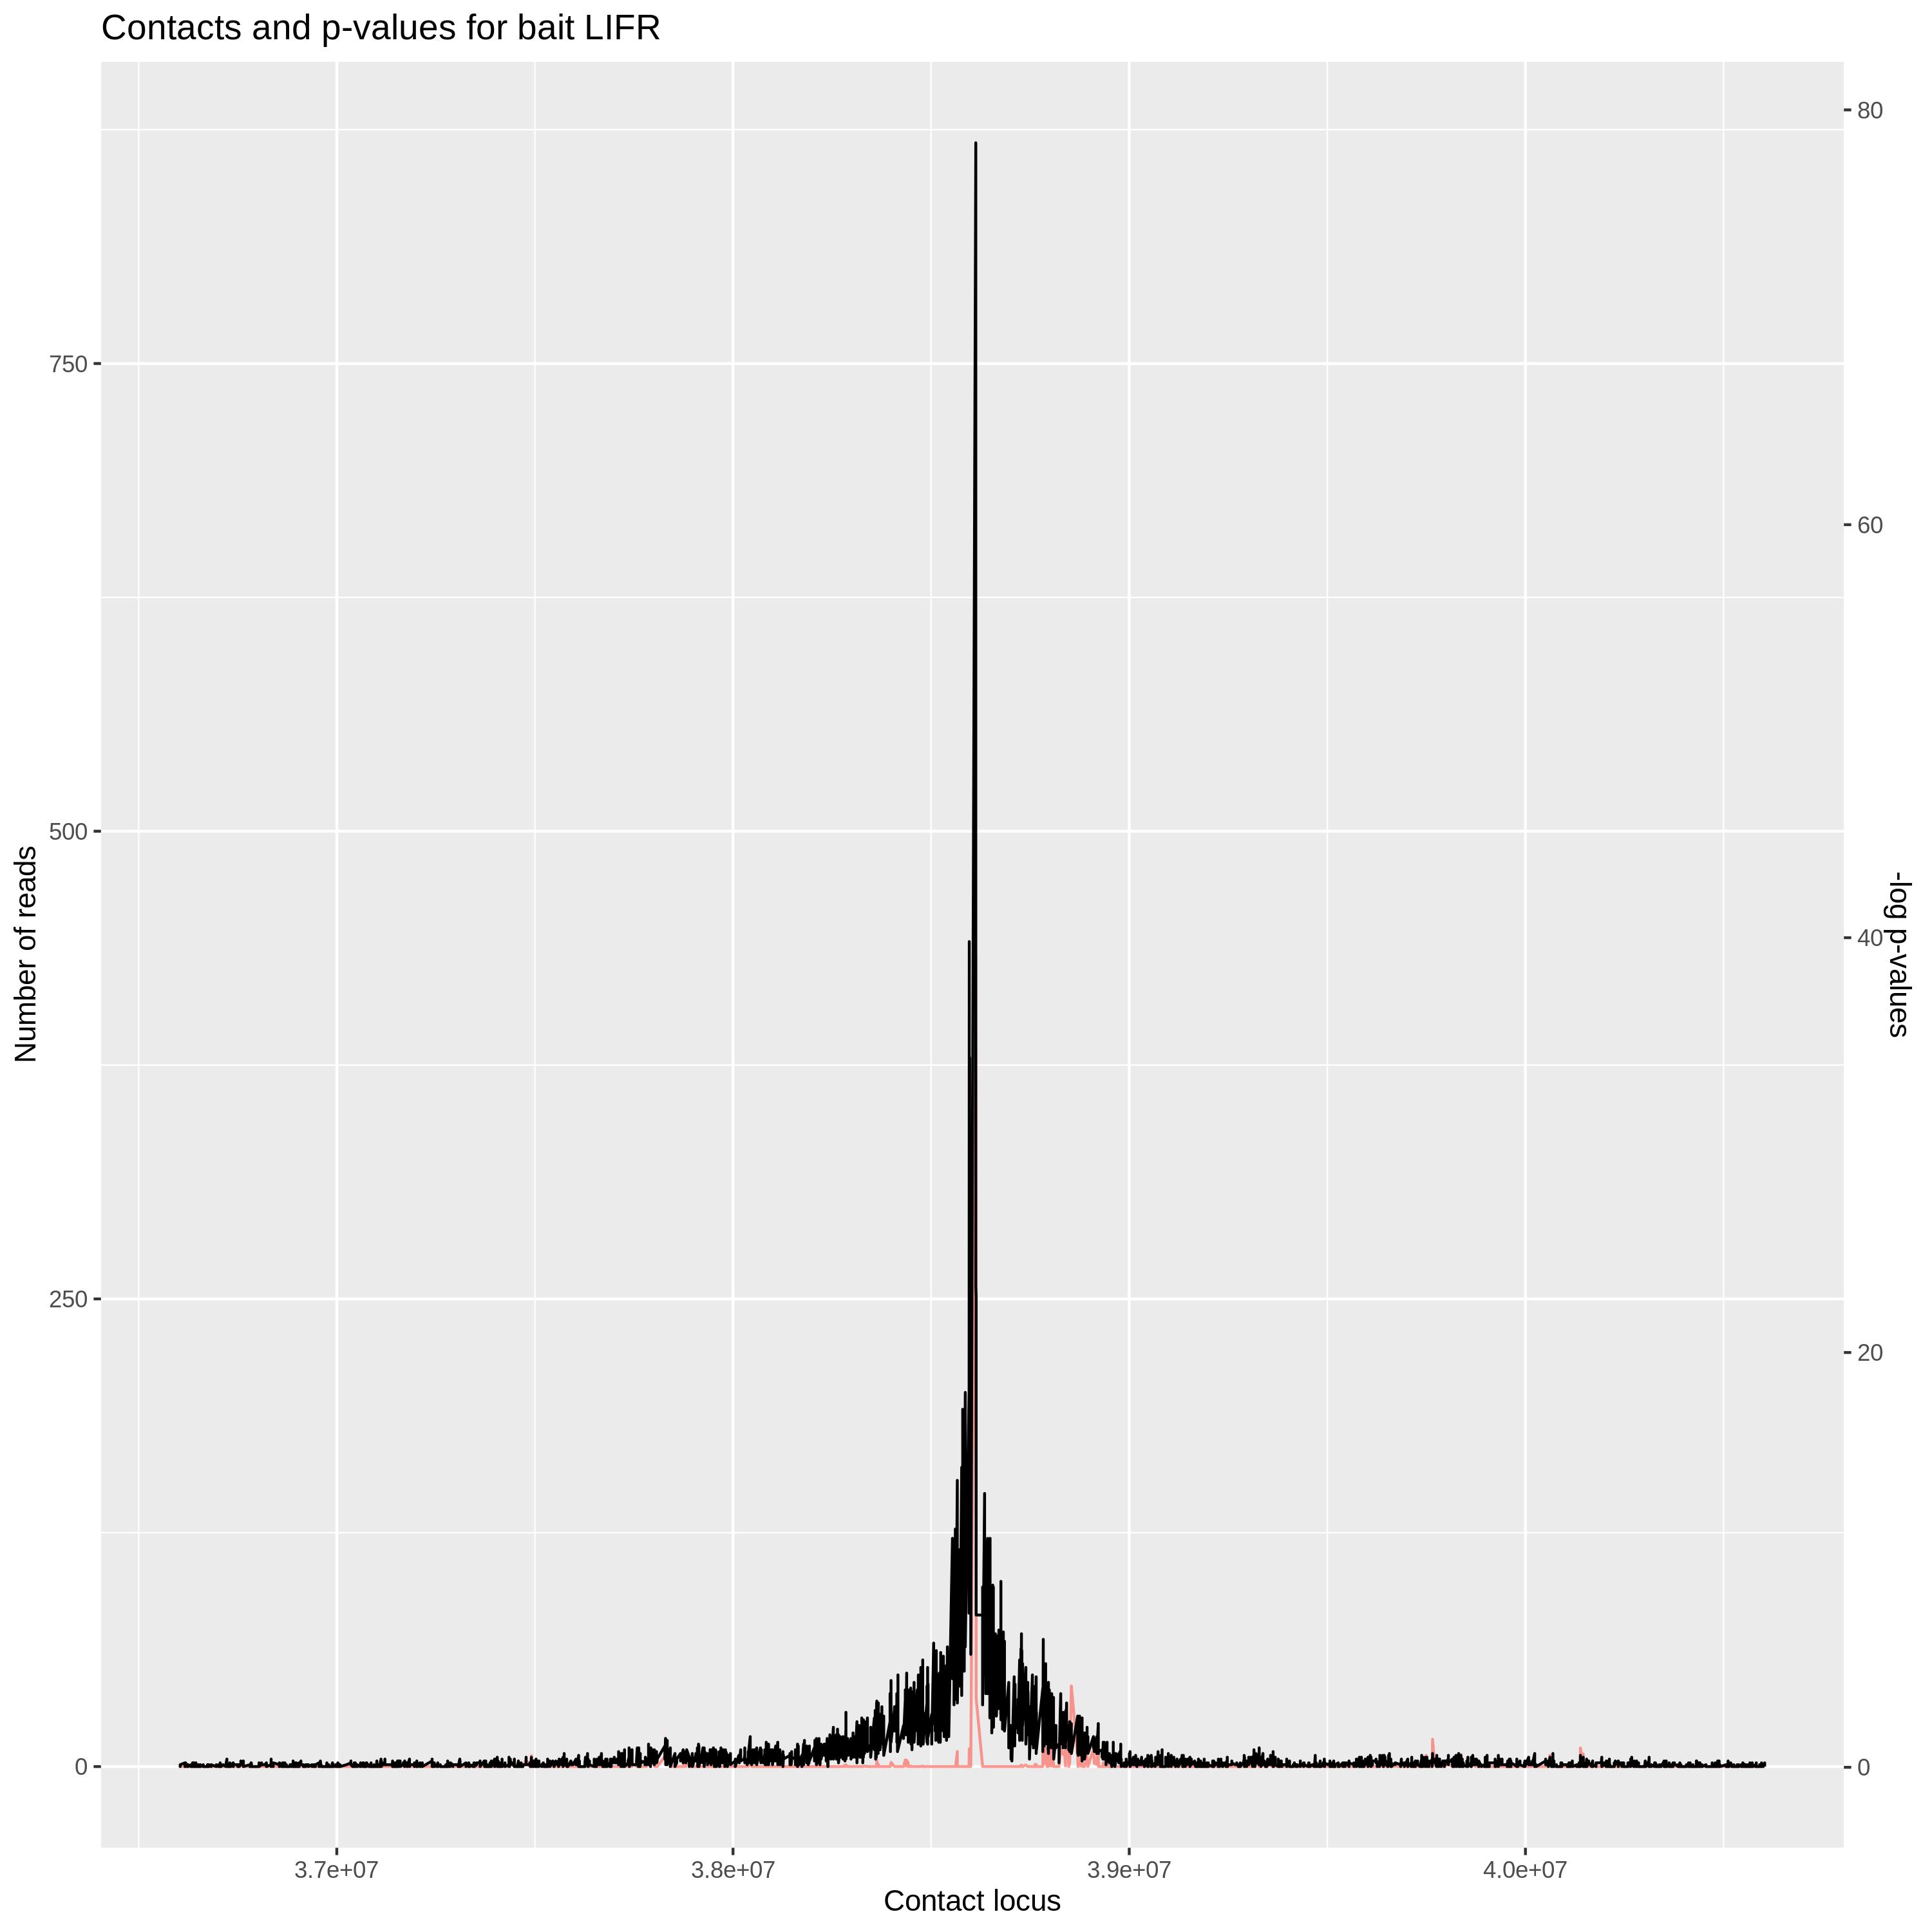 Contacts and p-values for bait LIFR
80
750
60
500
Number of reads
-log p-values
40
250
20
0
0
3.7e+07
3.8e+07
3.9e+07
4.0e+07
Contact locus